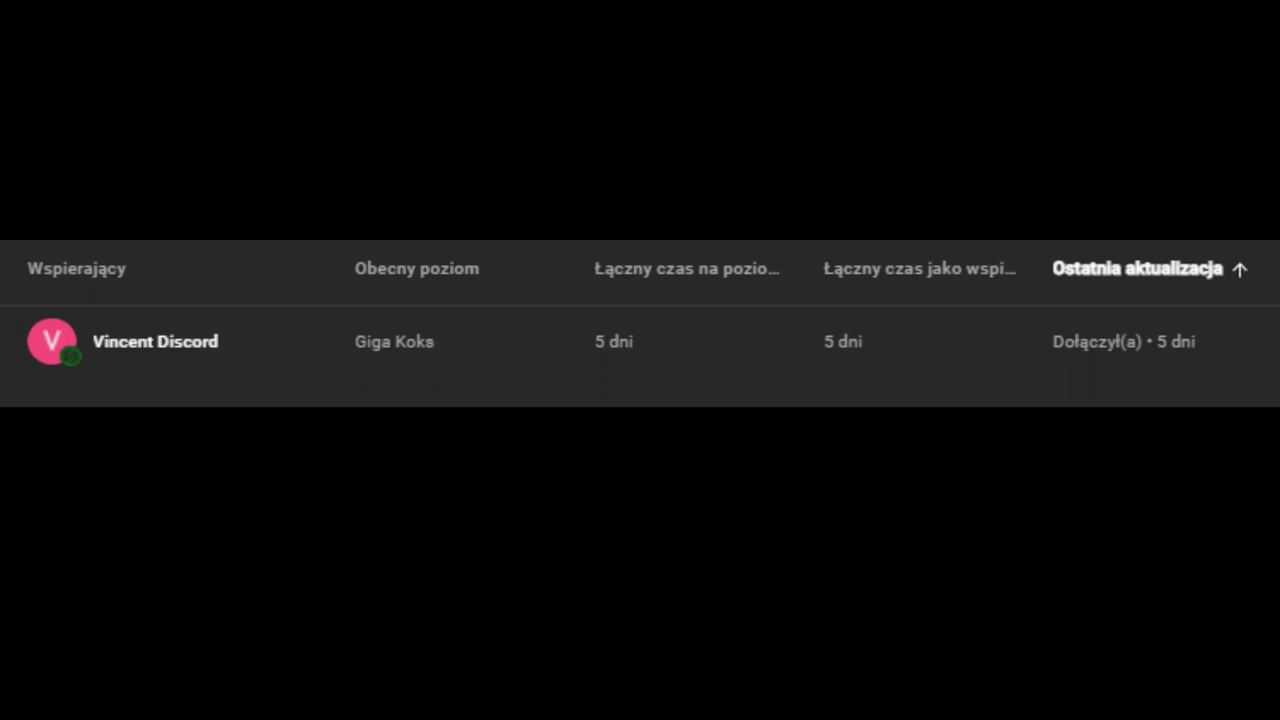 Wspierający Obecny poziom Łączny czas na pozio... Łączny czas jako wspi... Ostatnia aktualizacja
V Vincent Discord Giga Koks 5 dni 5 dni Dołączył(a) • 5 dni